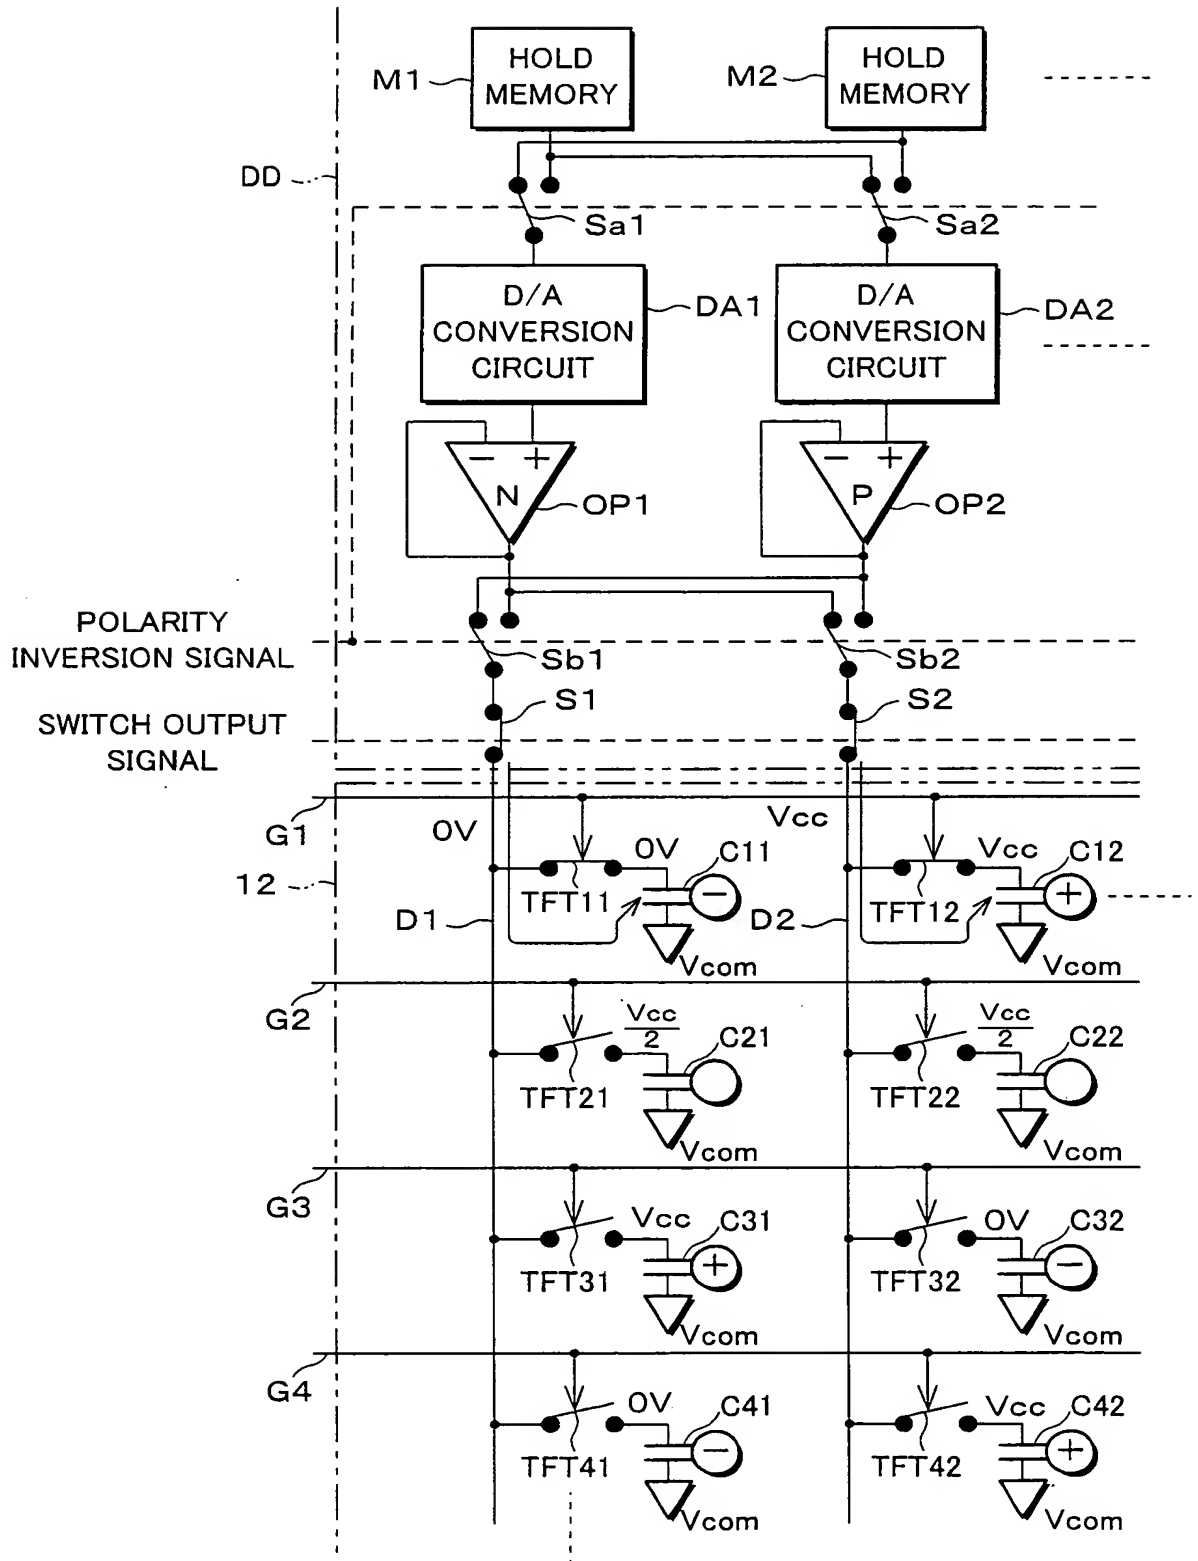 HOLD
MEMORY
M1
HOLD
MEMORY
M2
DD
Sa1
Sa2
D/A
CONVERSION
CIRCUIT
DA1
D/A
CONVERSION
CIRCUIT
DA2
− +
N
OP1
− +
P
OP2
POLARITY
INVERSION SIGNAL
Sb1
Sb2
S1
S2
SWITCH OUTPUT
SIGNAL
G1
0V
Vcc
12
0V
C11
Vcc
C12
TFT11
−
TFT12
+
D1
D2
Vcom
Vcom
G2
Vcc
2
C21
Vcc
2
C22
TFT21
TFT22
Vcom
Vcom
G3
Vcc
C31
0V
C32
TFT31
+
TFT32
−
Vcom
Vcom
G4
0V
C41
Vcc
C42
TFT41
−
TFT42
+
Vcom
Vcom